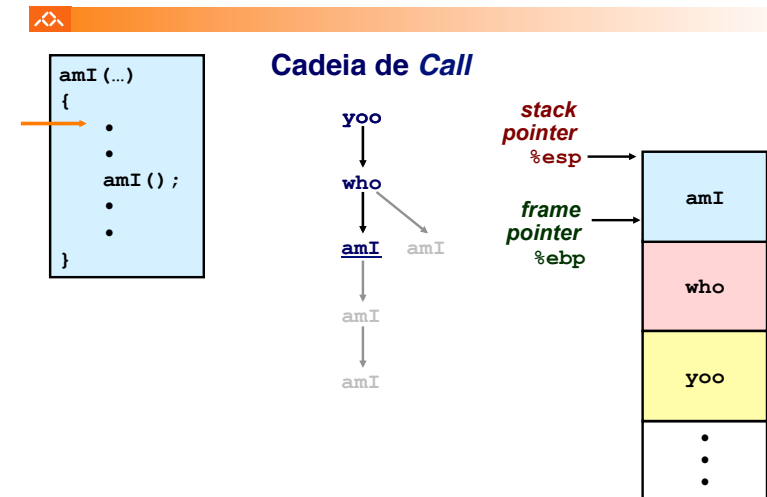 Cadeia de Call
amI(…)
{
•
•
amI();
•
•
}
yoo
who
amI amI
amI
amI
stack
pointer
%esp
frame
pointer
%ebp
amI
who
yoo
•
•
•